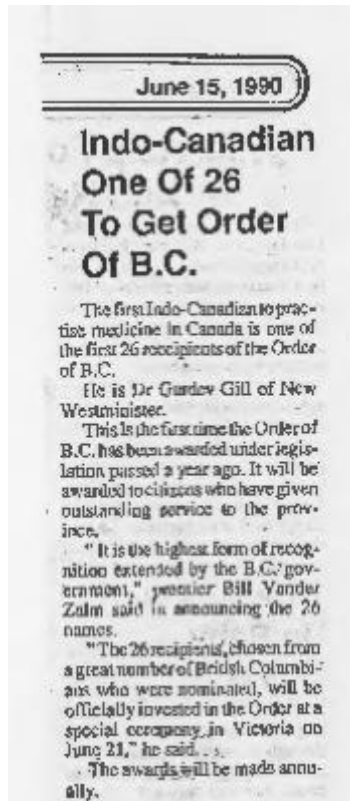 June 15, 1990
Indo-Canadian
One Of 26
To Get Order
Of B.C.
The first Indo-Canadian to prac-
tise medicine in Canada is one of
the first 26 receipients of the Order
of B.C.
He is Dr Gurdev Gill of New
Westminister.
This is the first time the Order of
B.C. has been awarded under legis-
lation passed a year ago. It will be
awarded to citizens who have given
outstanding service to the prov-
ince.
" It is the highest form of recog-
nition extended by the B.C. gov-
ernment," premier Bill Vander
Zalm said in announcing the 26
names.
"The 26 recipients, chosen from
a great number of British Columbi-
ans who were nominated, will be
officially invested in the Order at a
special ceremony in Victoria on
June 21," he said.
The awards will be made annu-
ally.